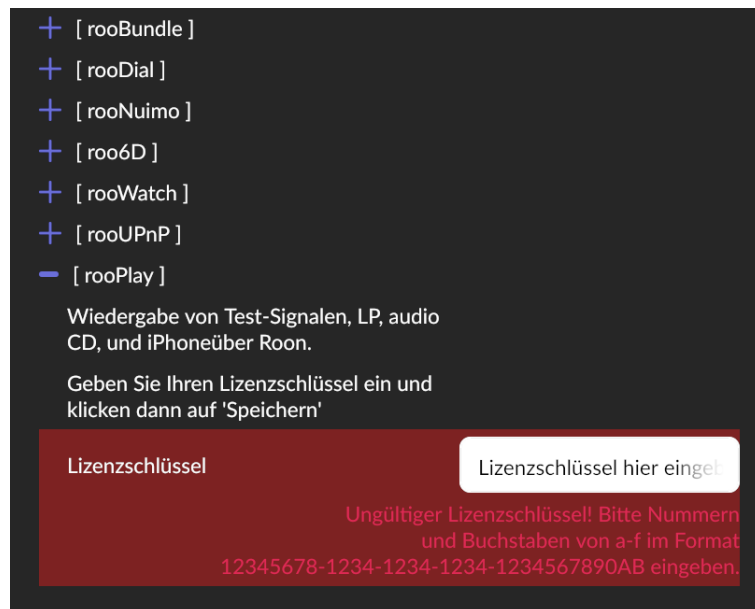 [ rooBundle ]
[ rooDial ]
[ rooNuimo ]
[ roo6D ]
[ rooWatch ]
[ rooUPnP ]
[ rooPlay ]
Wiedergabe von Test-Signalen, LP, audio
CD, und iPhoneüber Roon.
Geben Sie Ihren Lizenzschlüssel ein und
klicken dann auf 'Speichern'
Lizenzschlüssel
Lizenzschlüssel hier eingeb
Ungültiger Lizenzschlüssel! Bitte Nummern
und Buchstaben von a-f im Format
12345678-1234-1234-1234-1234567890AB eingeben.